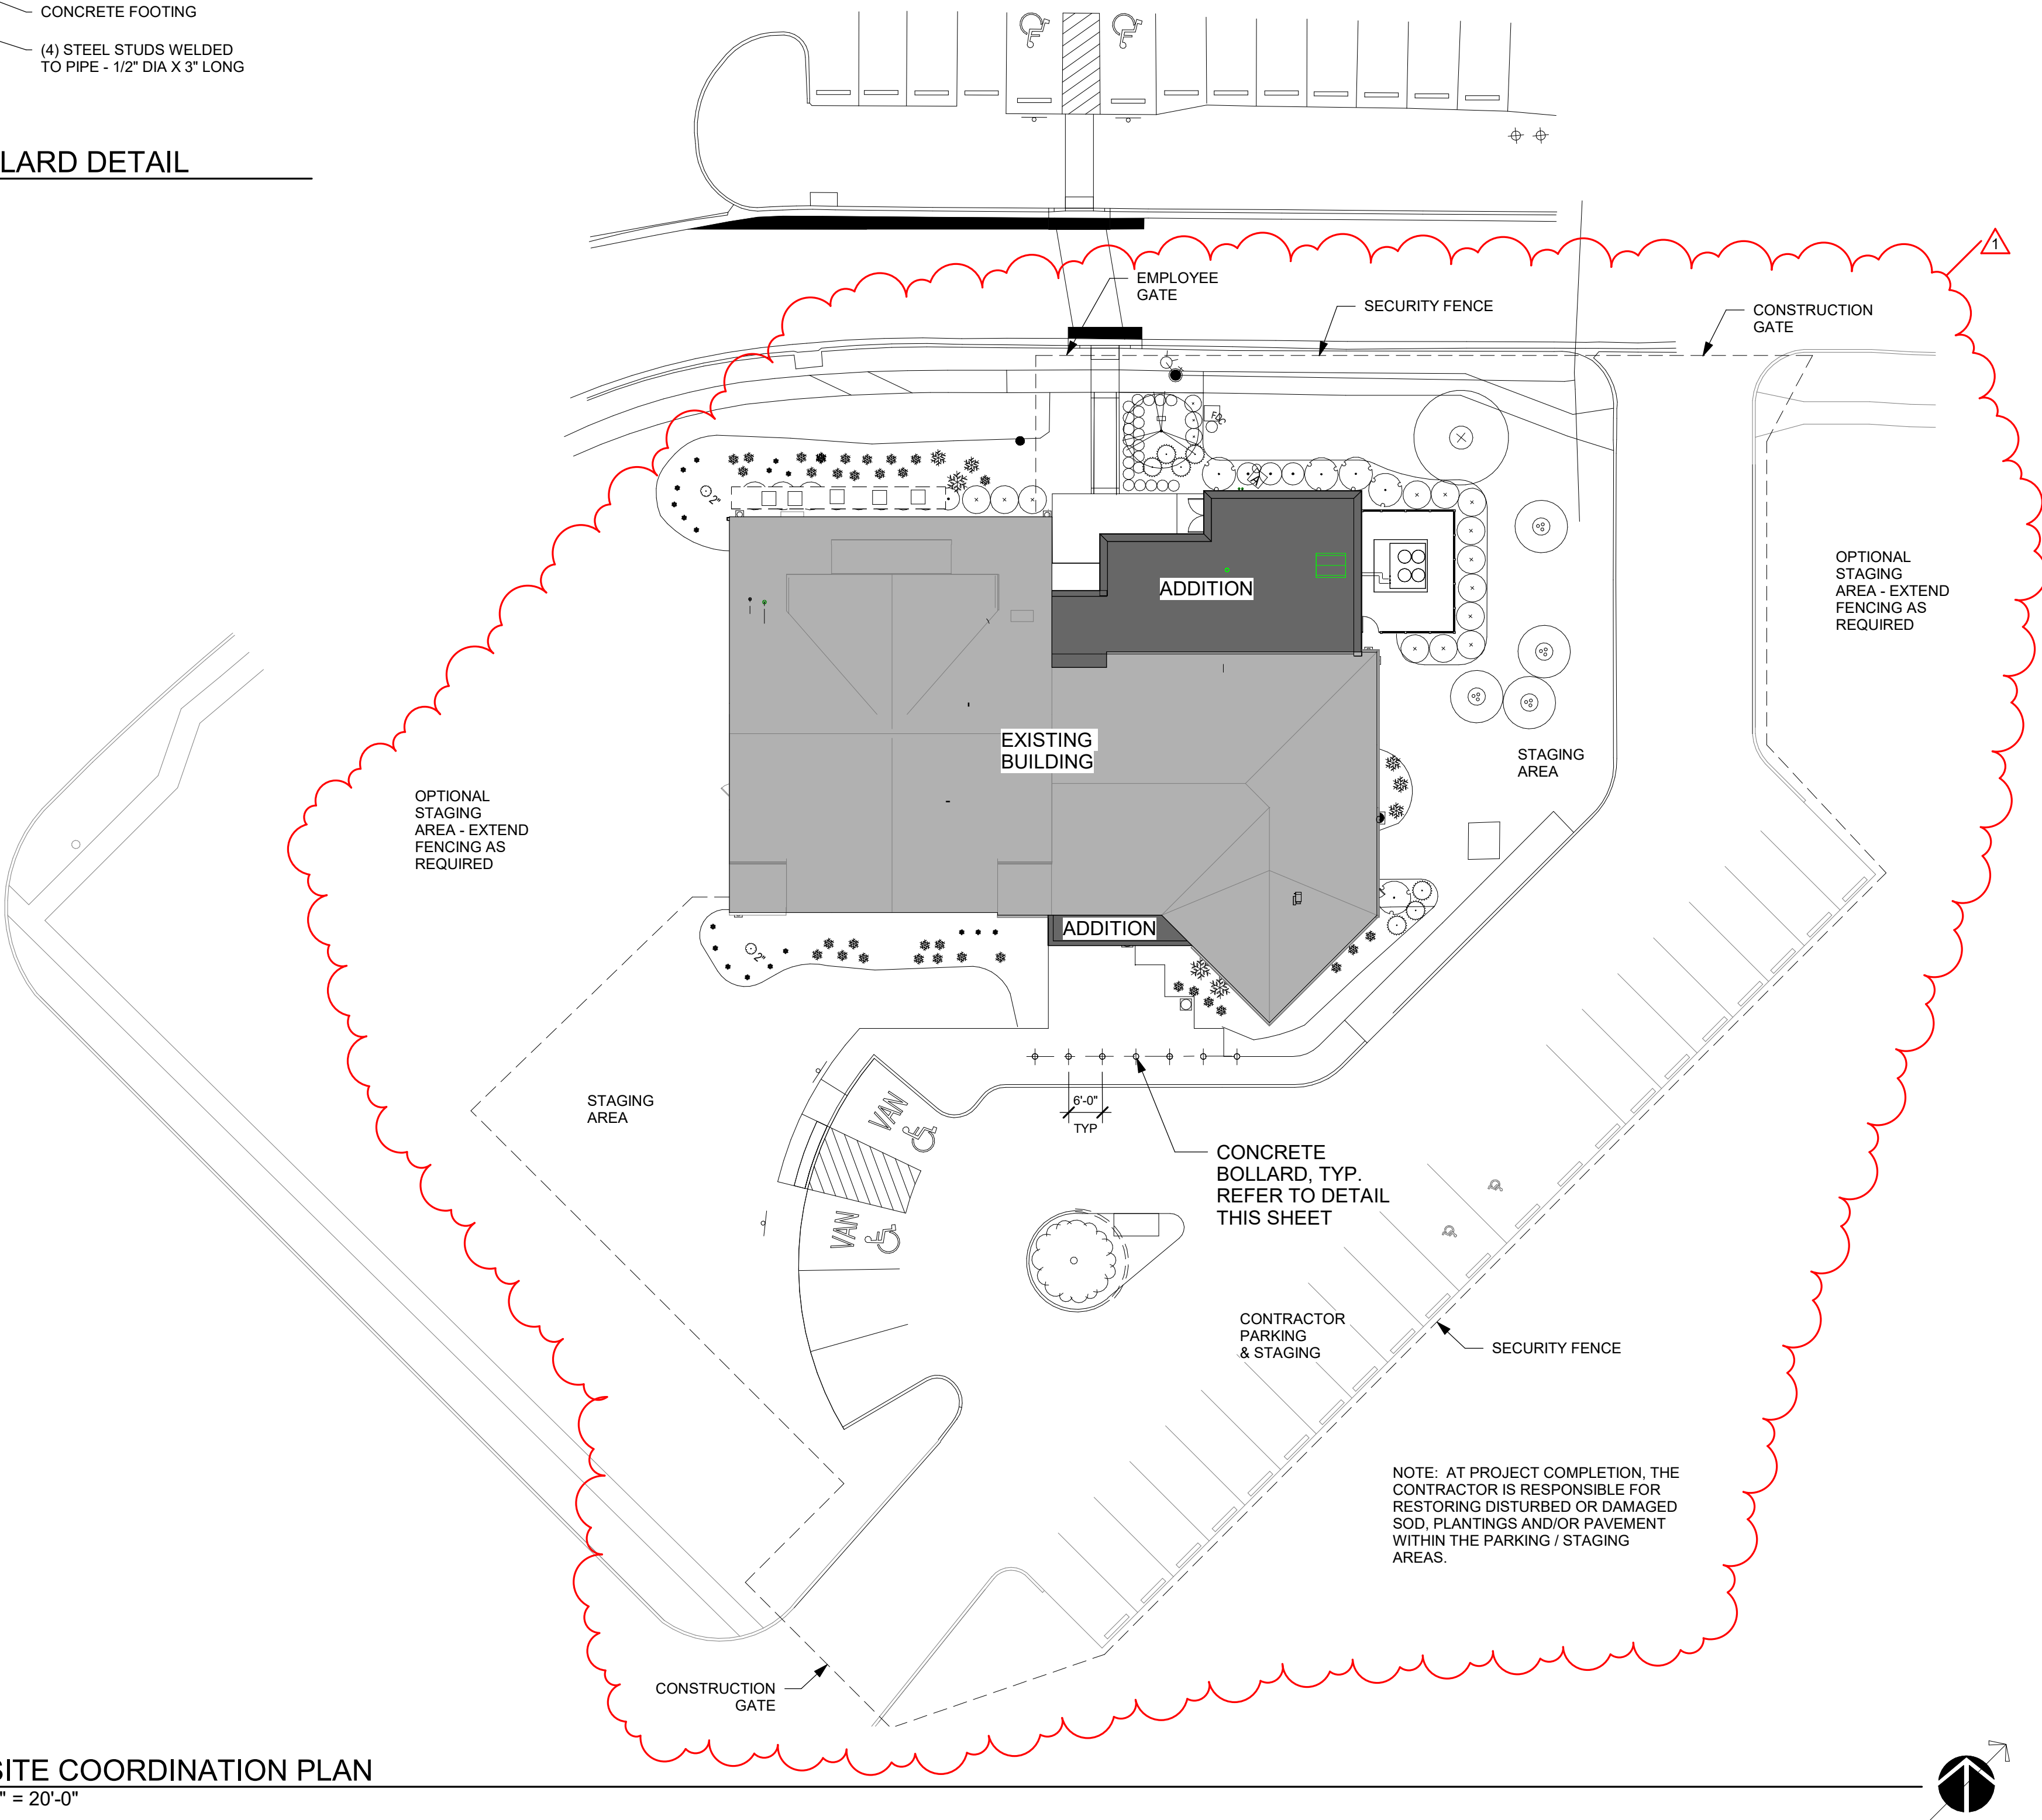 CONCRETE FOOTING
(4) STEEL STUDS WELDED
TO PIPE - 1/2" DIA X 3" LONG
LARD DETAIL
1
EMPLOYEE
GATE
SECURITY FENCE
CONSTRUCTION
GATE
FDC
2"
ADDITION
OPTIONAL
STAGING
AREA - EXTEND
FENCING AS
REQUIRED
EXISTING
BUILDING
STAGING
AREA
OPTIONAL
STAGING
AREA - EXTEND
FENCING AS
REQUIRED
ADDITION
2"
STAGING
AREA
VAN
6'-0"
TYP
CONCRETE
BOLLARD, TYP.
REFER TO DETAIL
THIS SHEET
VAN
CONTRACTOR
PARKING
& STAGING
SECURITY FENCE
NOTE: AT PROJECT COMPLETION, THE
CONTRACTOR IS RESPONSIBLE FOR
RESTORING DISTURBED OR DAMAGED
SOD, PLANTINGS AND/OR PAVEMENT
WITHIN THE PARKING / STAGING
AREAS.
CONSTRUCTION
GATE
SITE COORDINATION PLAN
" = 20'-0"